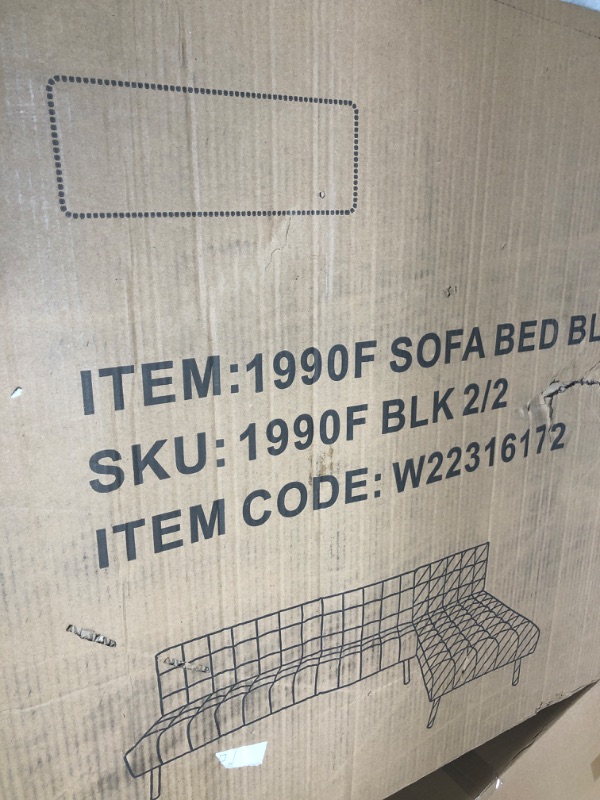 ITEM:1990F SOFA BED BL
SKU: 1990F BLK 2/2
ITEM CODE: W22316172